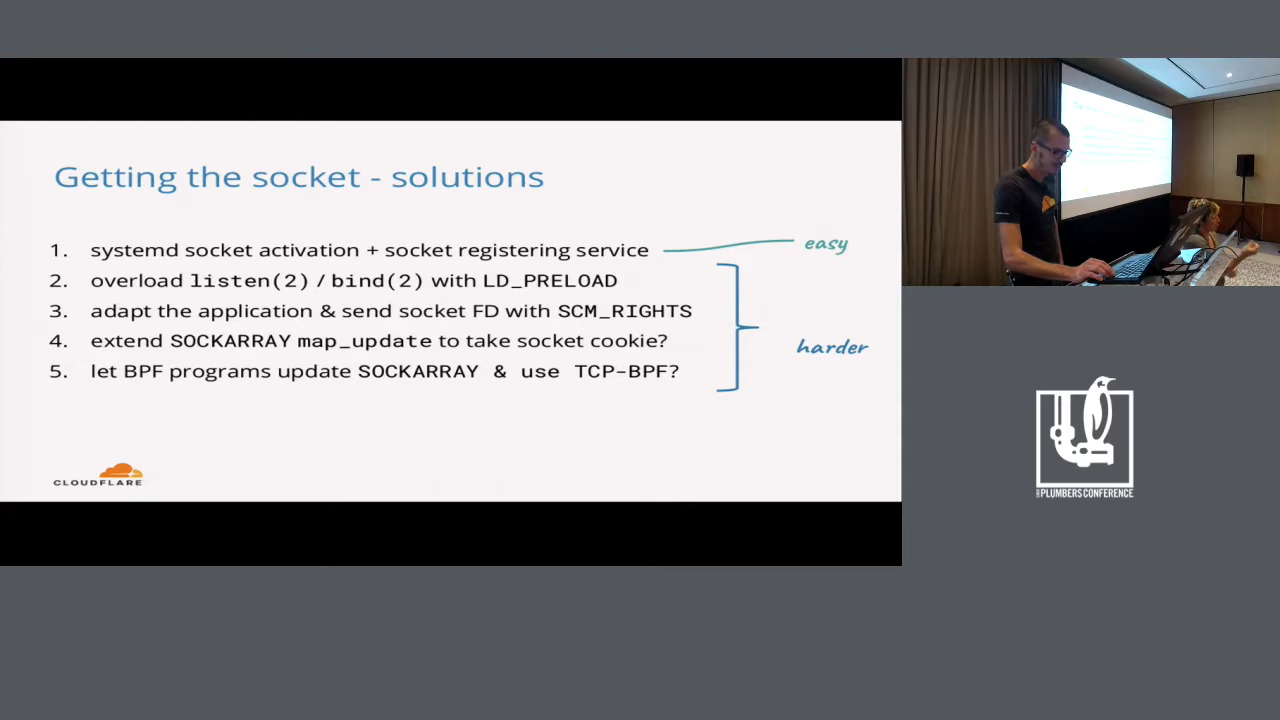 Getting the socket - solutions
1. systemd socket activation + socket registering service
easy
2. overload listen(2) / bind(2) with LD_PRELOAD
3. adapt the application & send socket FD with SCM_RIGHTS
4. extend SOCKARRAY map_update to take socket cookie?
harder
5. let BPF programs update SOCKARRAY & use TCP-BPF?
CLOUDFLARE
PLUMBERS CONFERENCE